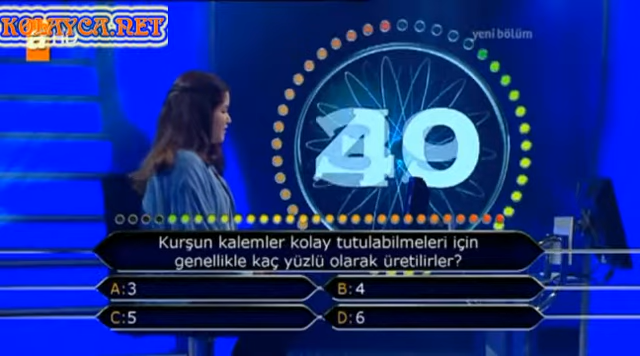 KOLAYCA.NET
a
yeni bölüm
40
Kurşun kalemler kolay tutulabilmeleri için
genellikle kaç yüzlü olarak üretilirler?
A: 3
B: 4
C: 5
D: 6